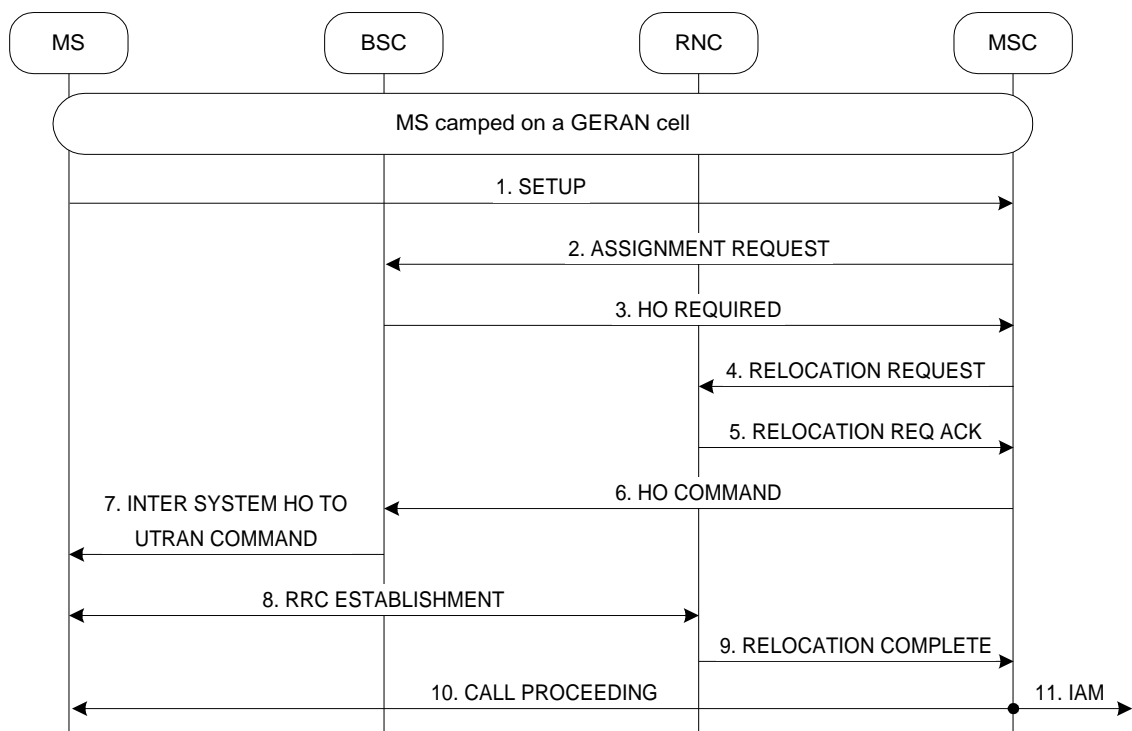 MS
BSC
RNC
MSC
MS camped on a GERAN cell
1. SETUP
2. ASSIGNMENT REQUEST
3. HO REQUIRED
4. RELOCATION REQUEST
5. RELOCATION REQ ACK
6. HO COMMAND
7. INTER SYSTEM HO TO
UTRAN COMMAND
8. RRC ESTABLISHMENT
9. RELOCATION COMPLETE
10. CALL PROCEEDING
11. IAM